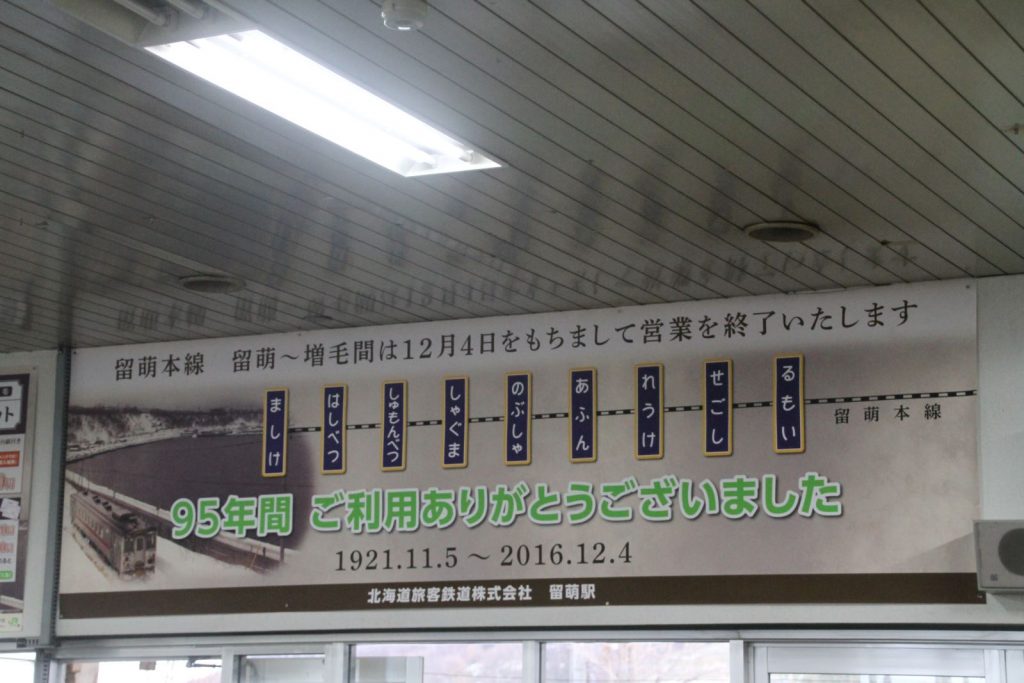 留萌本線　留萌〜増毛間は12月4日をもちまして営業を終了いたします
ましけ
はしべつ
しゅもんべつ
しゃぐま
のぶしゃ
あふん
れうけ
せごし
るもい
留萌本線
95年間 ご利用ありがとうございました
1921.11.5 〜 2016.12.4
北海道旅客鉄道株式会社　留萌駅